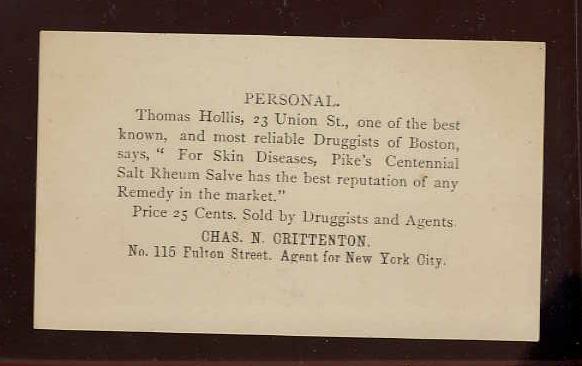 PERSONAL.
Thomas Hollis, 23 Union St., one of the best
known, and most reliable Druggists of Boston,
says, " For Skin Diseases, Pike's Centennial
Salt Rheum Salve has the best reputation of any
Remedy in the market."
Price 25 Cents. Sold by Druggists and Agents.
CHAS. N. CRITTENTON.
No. 115 Fulton Street. Agent for New York City.